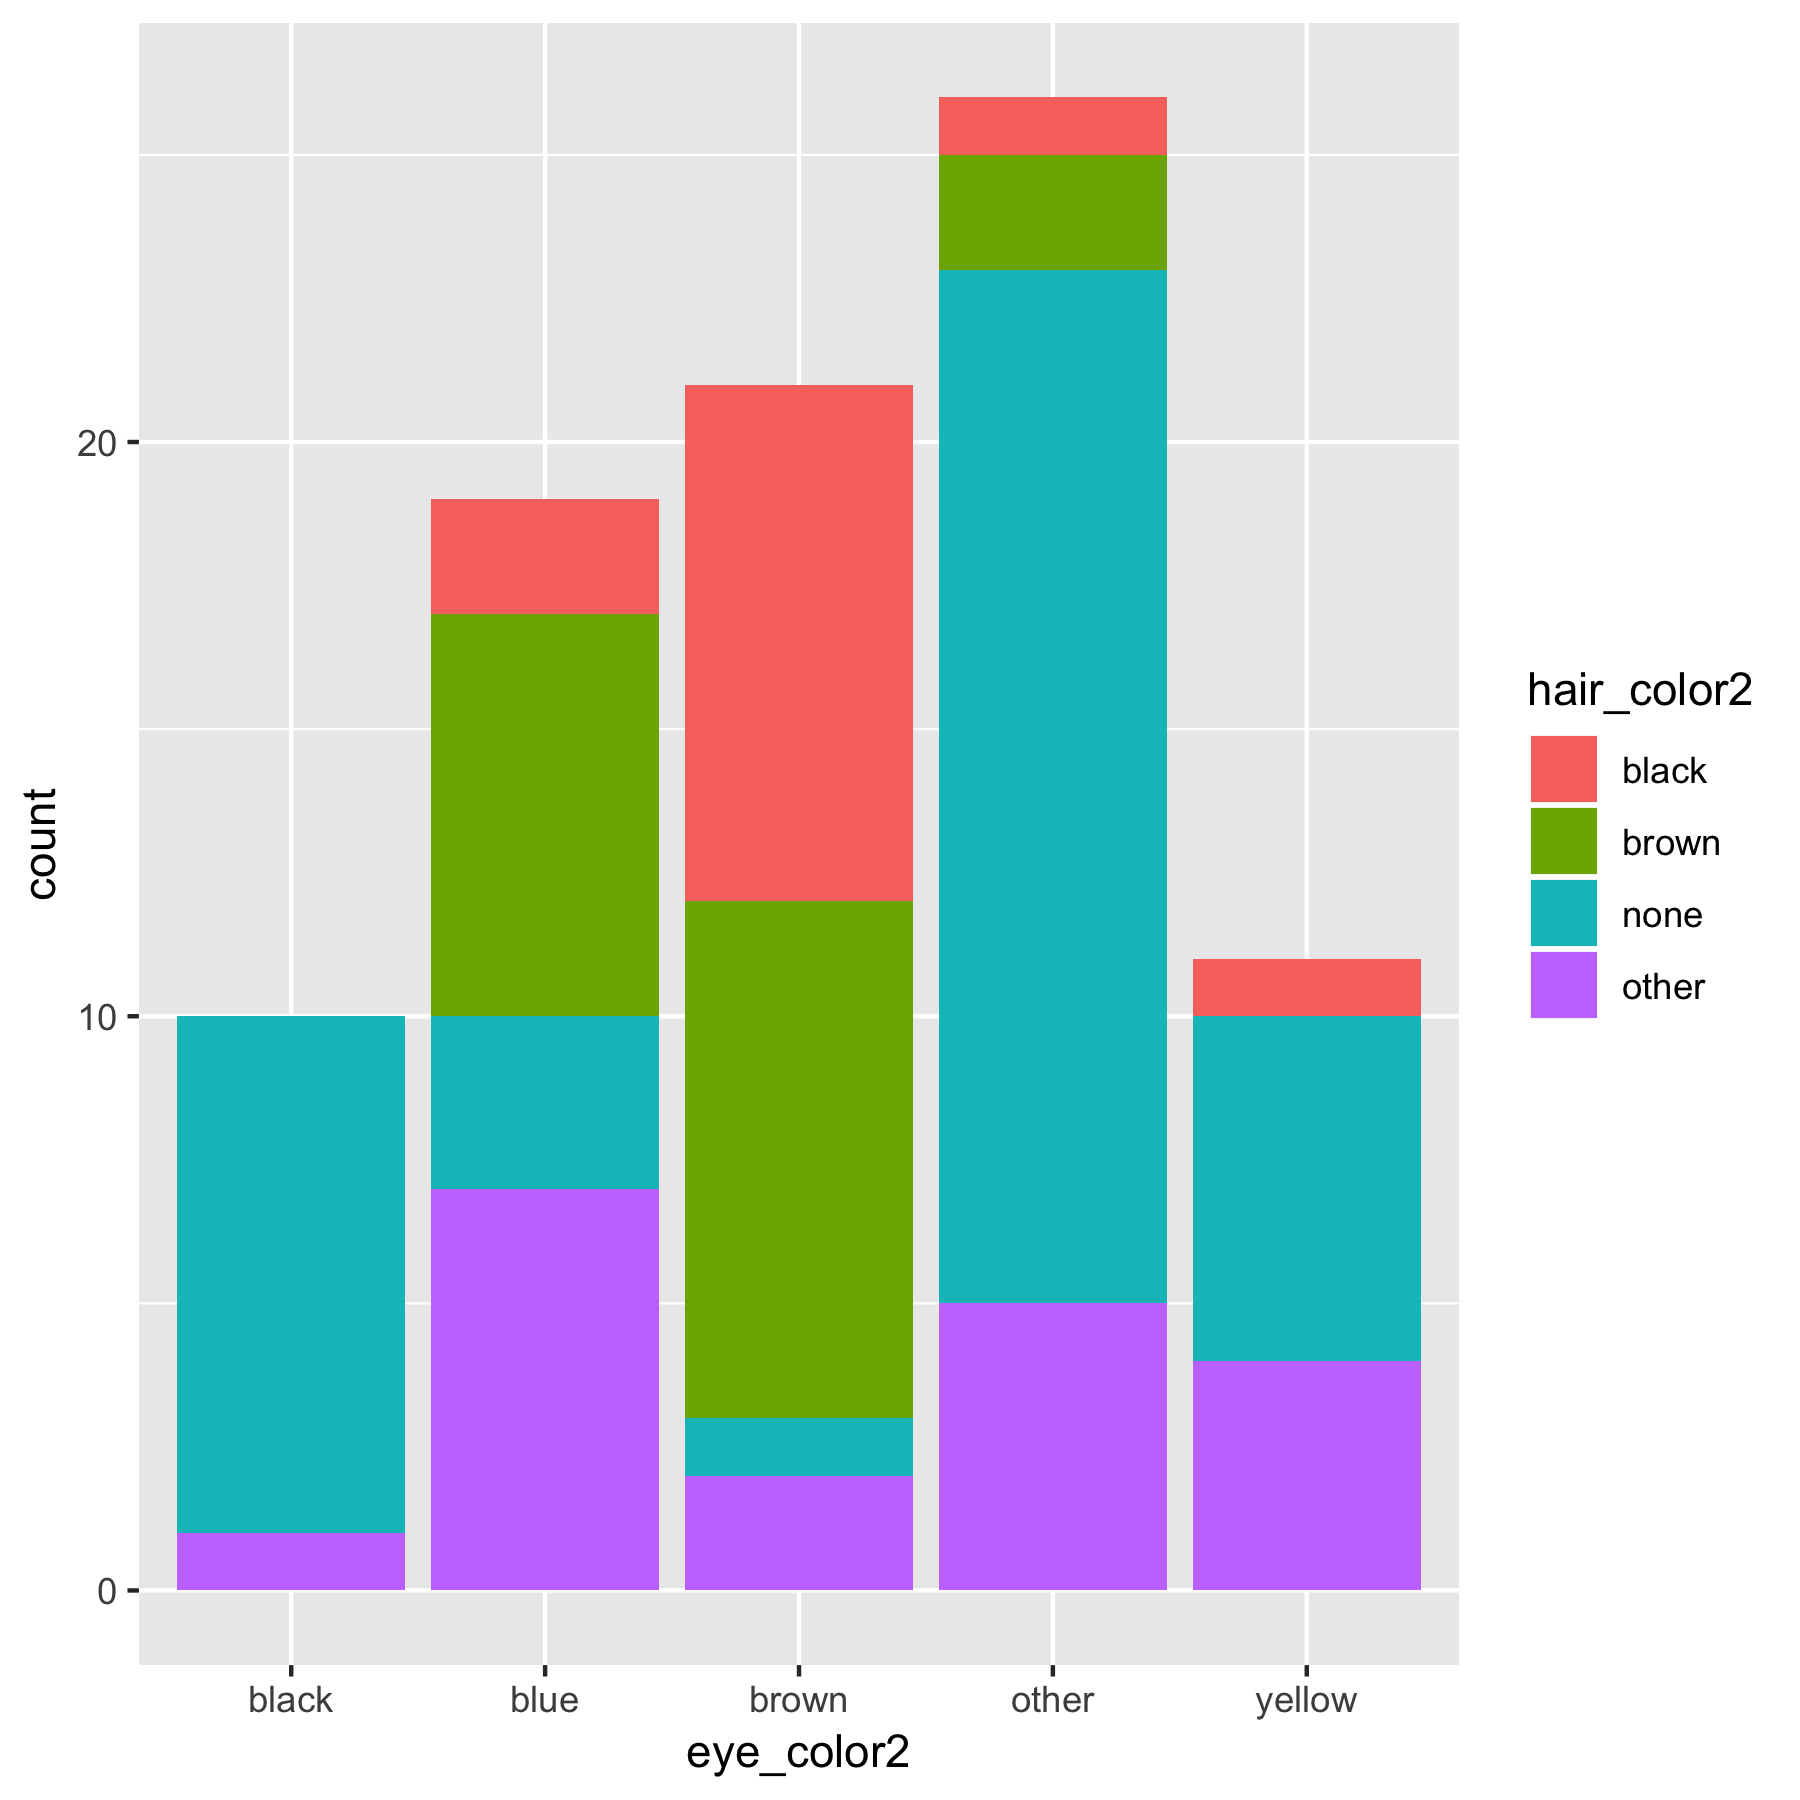 count
20
10
0
black
blue
brown
other
yellow
eye_color2
hair_color2
black
brown
none
other